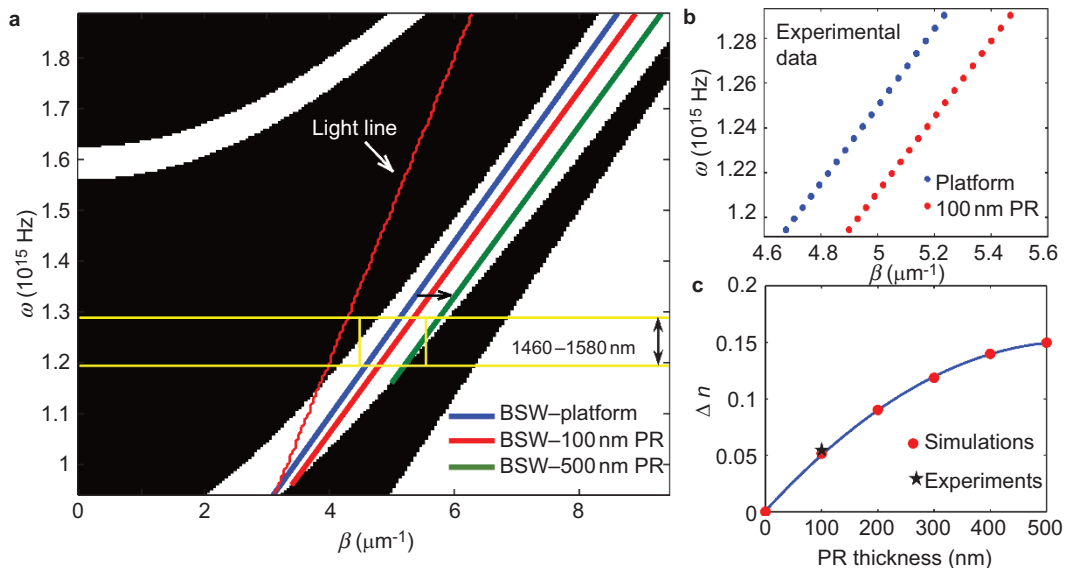 a
ω (10¹⁵ Hz)
1.8
1.7
1.6
1.5
1.4
1.3
1.2
1.1
1
Light line
1460–1580 nm
BSW–platform
BSW–100 nm PR
BSW–500 nm PR
0
2
4
6
8
β (μm⁻¹)
b
ω (10¹⁵ Hz)
1.28
1.26
1.24
1.22
1.2
Experimental
data
Platform
100 nm PR
4.6
4.8
5
5.2
5.4
5.6
β (μm⁻¹)
c
Δ n
0.15
0.10
0.05
0
Simulations
Experiments
0
100
200
300
400
500
PR thickness (nm)